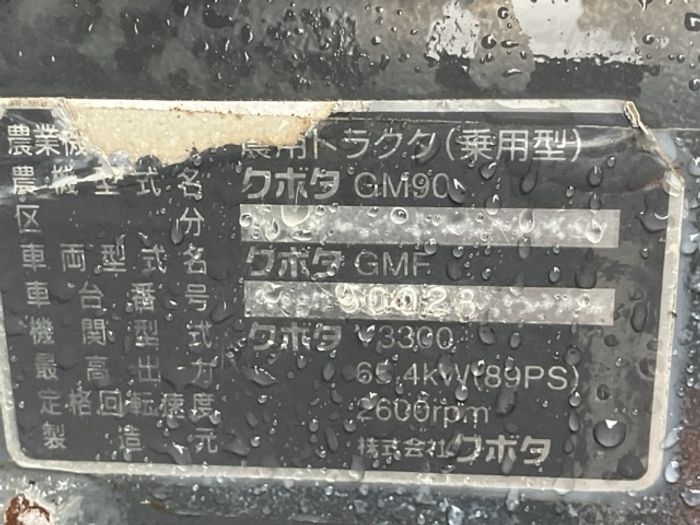 農業機 農用トラクタ(乗用型)
農機型式名 クボタ GM90
区分
車両型式名 クボタ GMF
車台番号 50028
機関型式 クボタ V3300
最高出力 65.4kW(89PS)
定格回転速度 2600rpm
製造元 株式会社クボタ